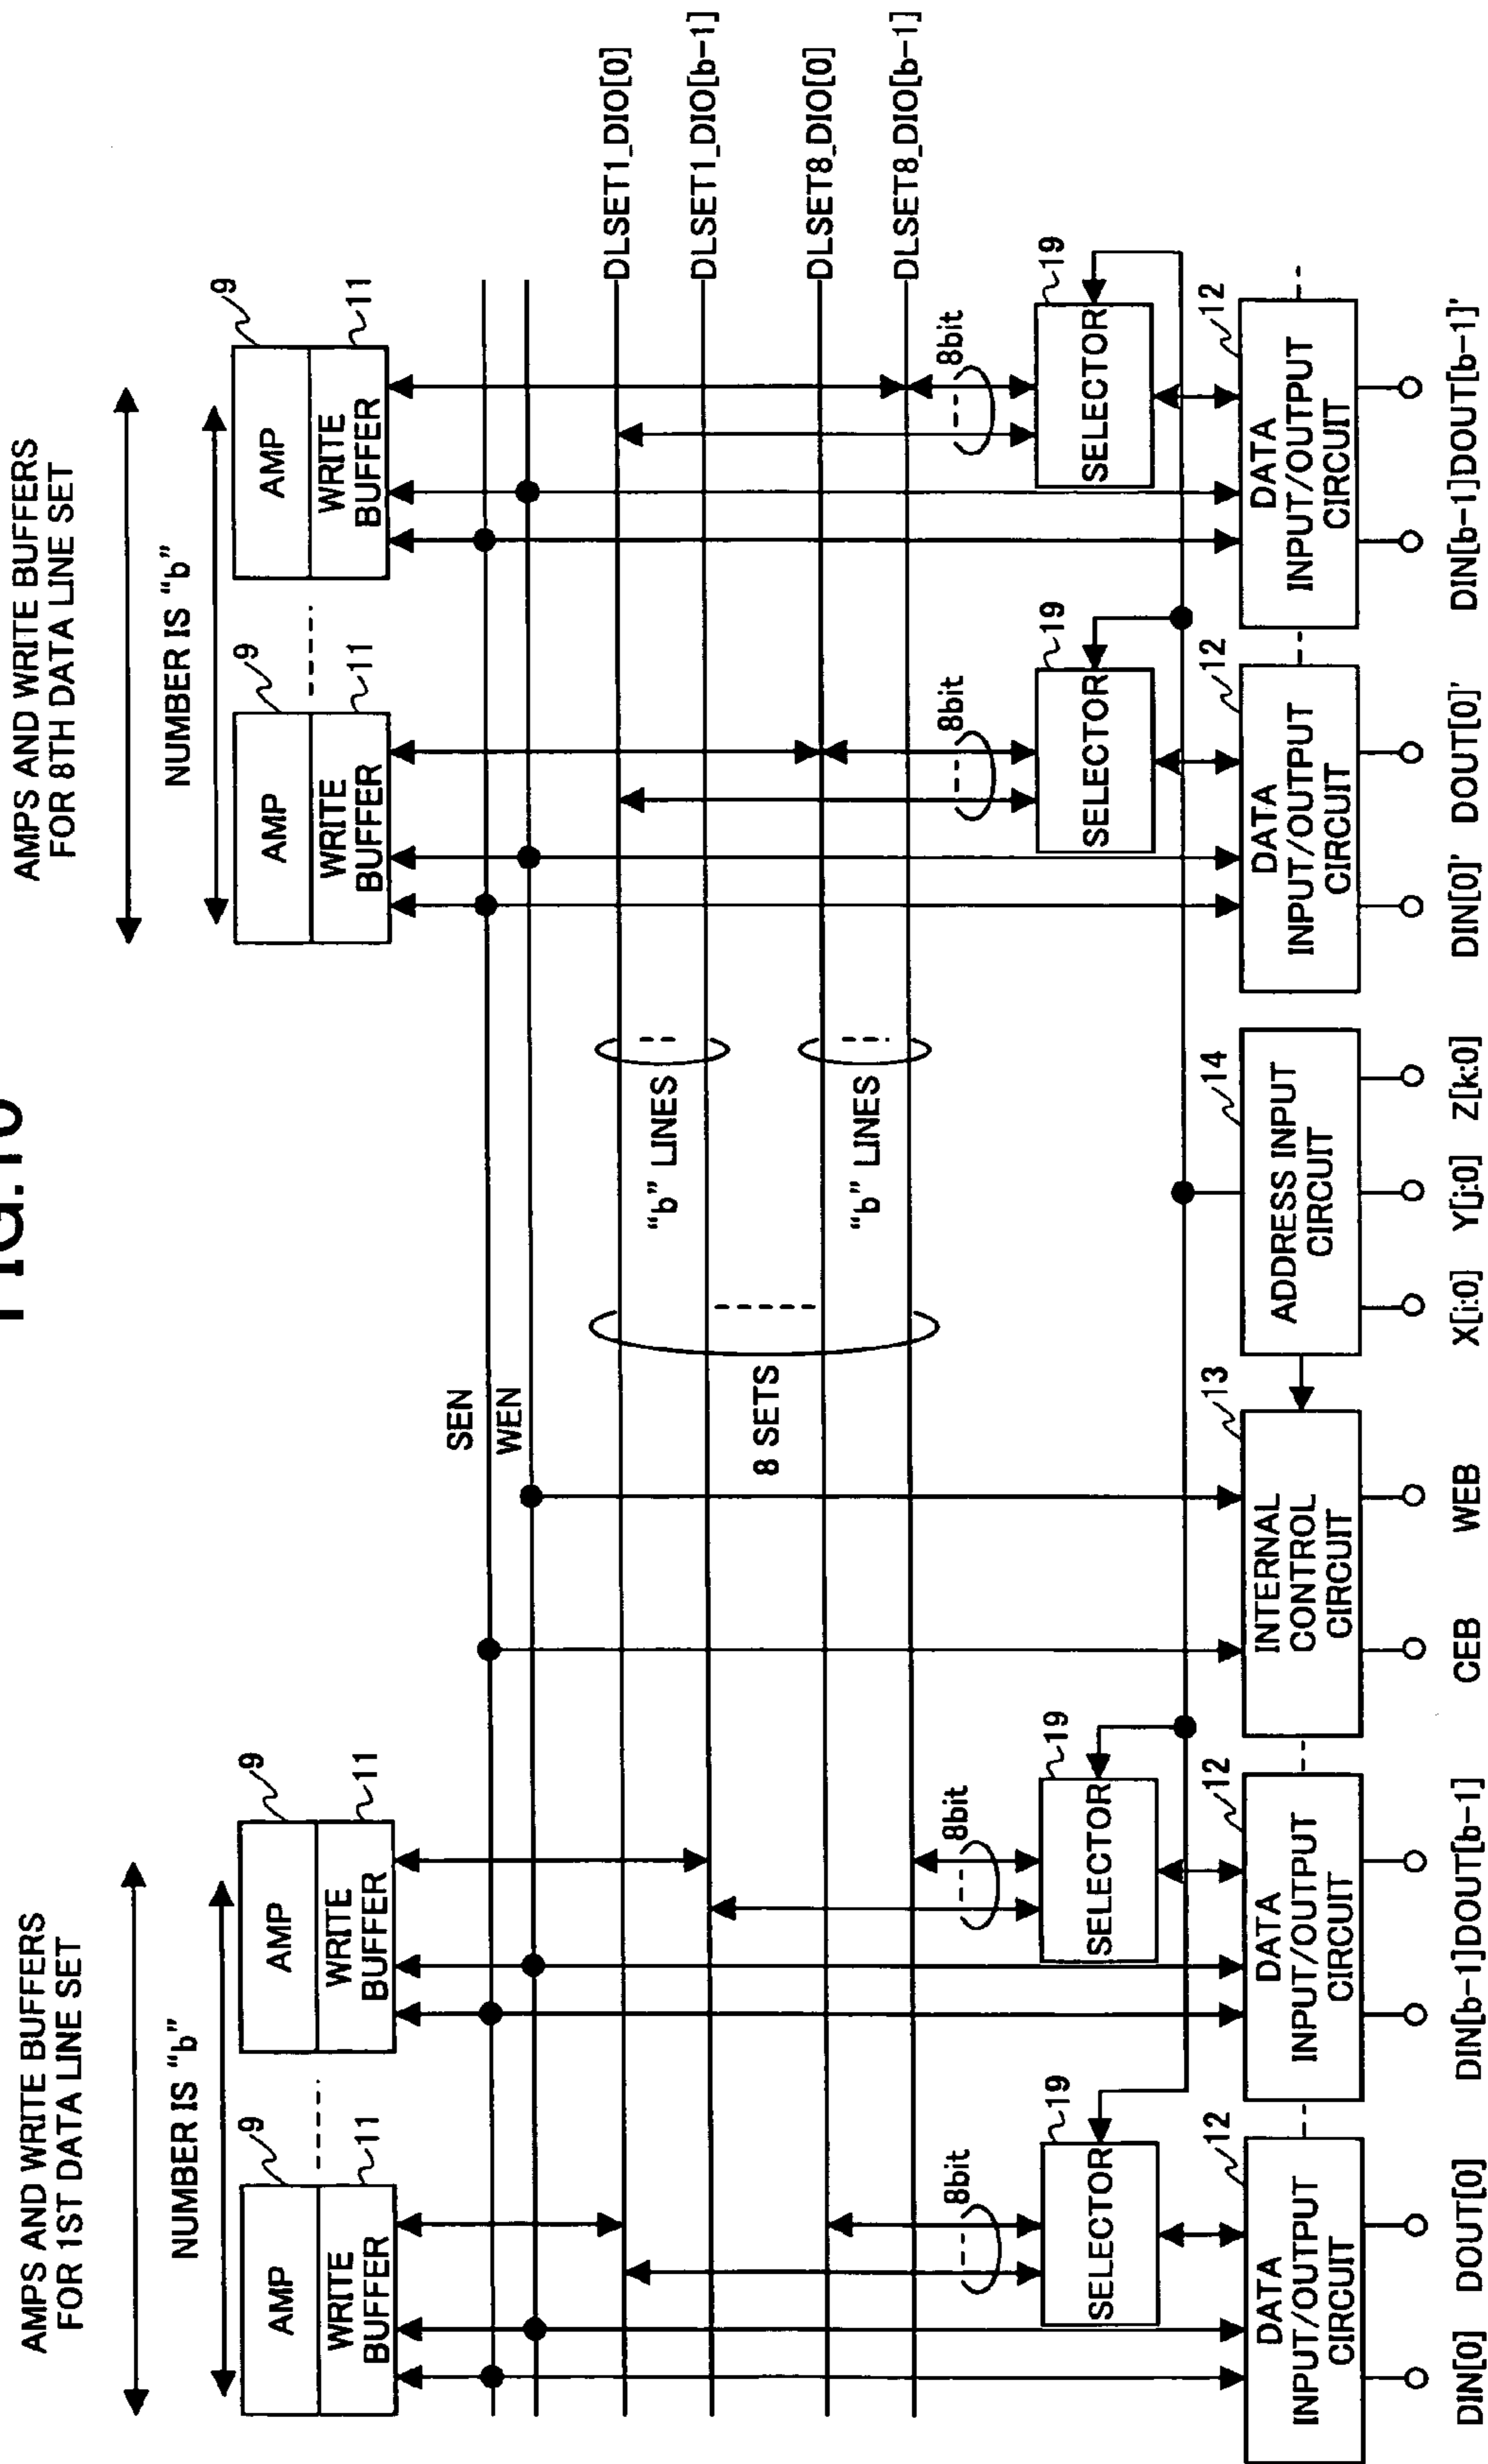 AMPS AND WRITE BUFFERS
FOR 1ST DATA LINE SET
AMPS AND WRITE BUFFERS
FOR 8TH DATA LINE SET
NUMBER IS "b"
NUMBER IS "b"
9
9
9
9
AMP
AMP
AMP
AMP
11
11
11
11
WRITE
BUFFER
WRITE
BUFFER
WRITE
BUFFER
WRITE
BUFFER
SEN
WEN
DLSET1_DIO[0]
DLSET1_DIO[b-1]
DLSET8_DIO[0]
DLSET8_DIO[b-1]
"b" LINES
8 SETS
"b" LINES
8bit
8bit
8bit
8bit
19
19
19
19
SELECTOR
SELECTOR
SELECTOR
SELECTOR
12
12
13
14
12
12
DATA
INPUT/OUTPUT
CIRCUIT
DATA
INPUT/OUTPUT
CIRCUIT
INTERNAL
CONTROL
CIRCUIT
ADDRESS INPUT
CIRCUIT
DATA
INPUT/OUTPUT
CIRCUIT
DATA
INPUT/OUTPUT
CIRCUIT
DIN[0] DOUT[0] DIN[b-1]DOUT[b-1] CEB WEB X[i:0] Y[j:0] Z[k:0] DIN[0]' DOUT[0]' DIN[b-1]DOUT[b-1]'